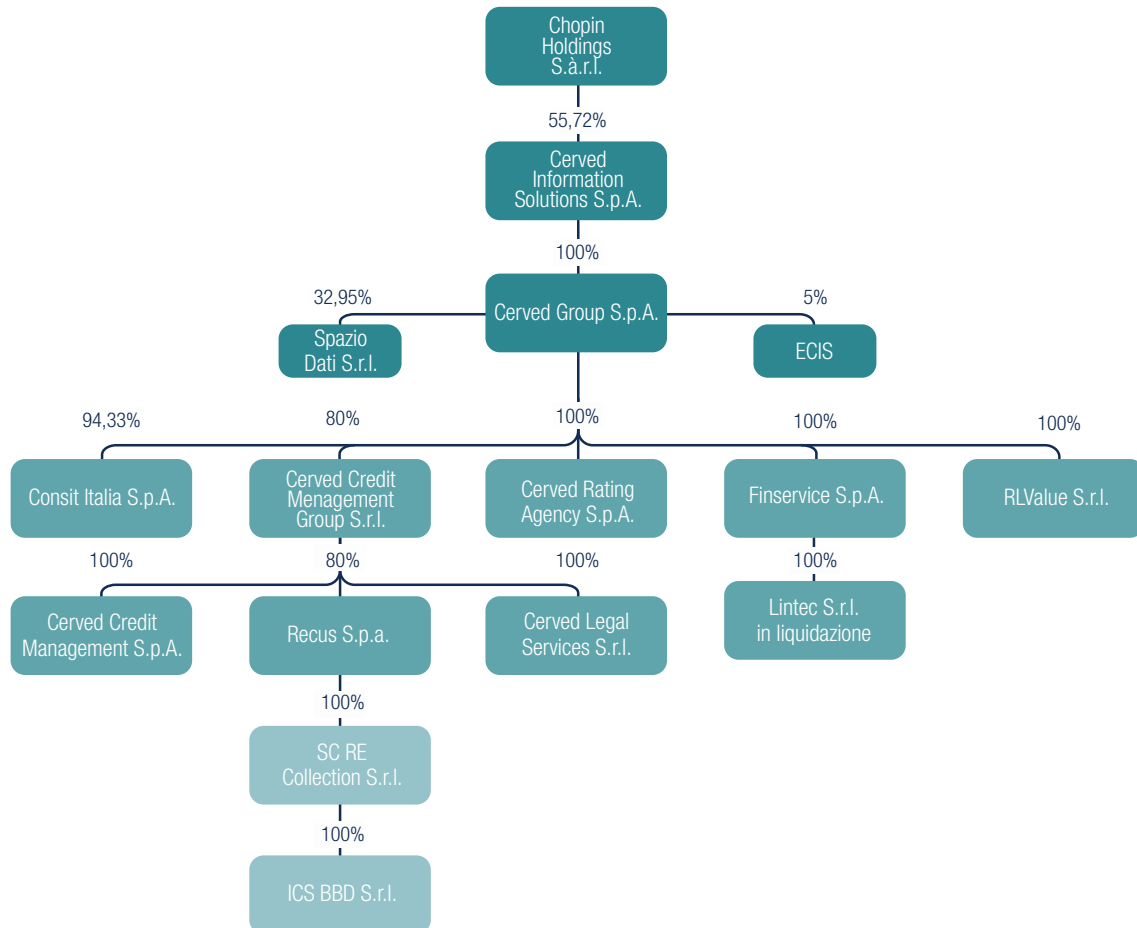 Chopin
Holdings
S.à.r.l.
55,72%
Cerved
Information
Solutions S.p.A.
100%
32,95%
Cerved Group S.p.A.
5%
Spazio
Dati S.r.l.
ECIS
94,33%
80%
100%
100%
100%
Consit Italia S.p.A.
Cerved Credit
Menagement
Group S.r.l.
Cerved Rating
Agency S.p.A.
Finservice S.p.A.
RLValue S.r.l.
100%
80%
100%
100%
Cerved Credit
Management S.p.A.
Recus S.p.a.
Cerved Legal
Services S.r.l.
Lintec S.r.l.
in liquidazione
100%
SC RE
Collection S.r.l.
100%
ICS BBD S.r.l.